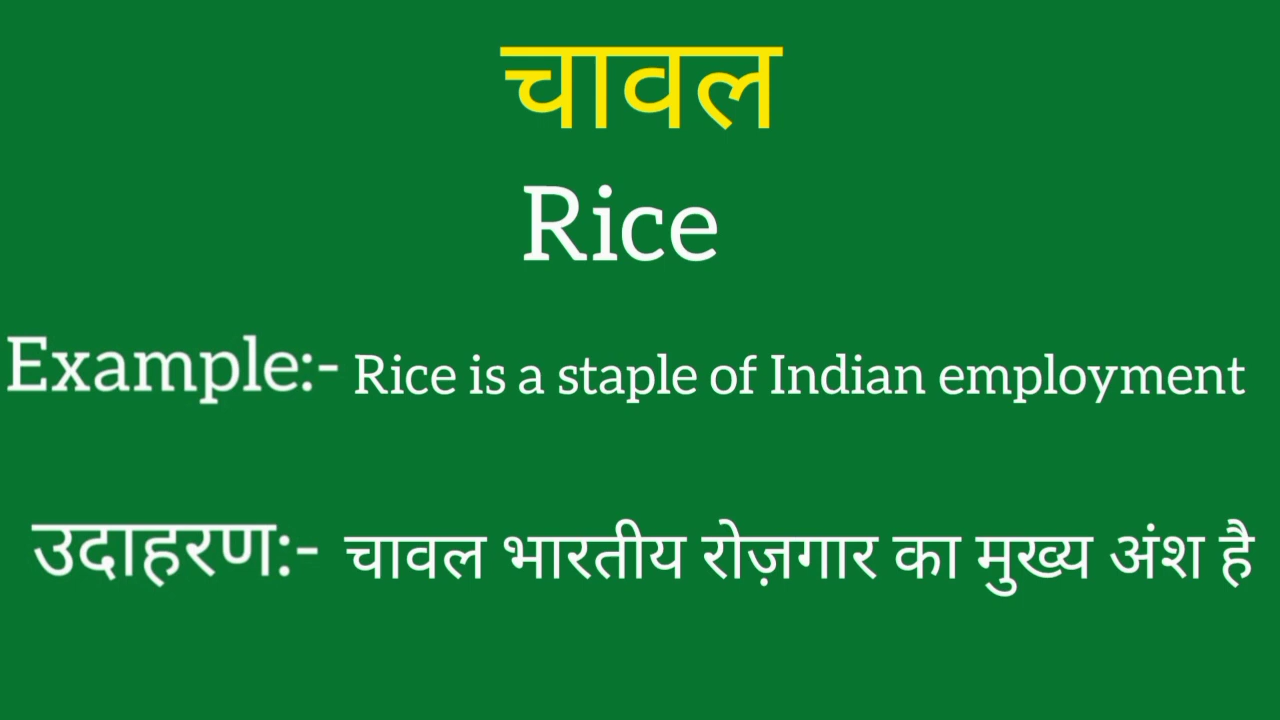 चावल
Rice
Example:- Rice is a staple of Indian employment
उदाहरण:- चावल भारतीय रोज़गार का मुख्य अंश है